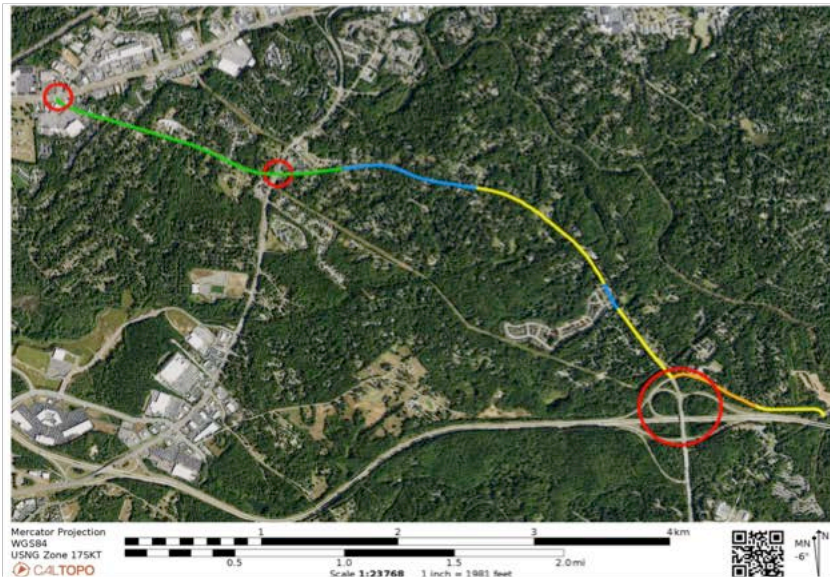 Mercator Projection
WGS84
USNG Zone 17SKT
CALTOPO
1 2 3 4km
0.5 1.0 1.5 2.0mi
Scale 1:23768 1 inch = 1981 feet
MN
-6°
N